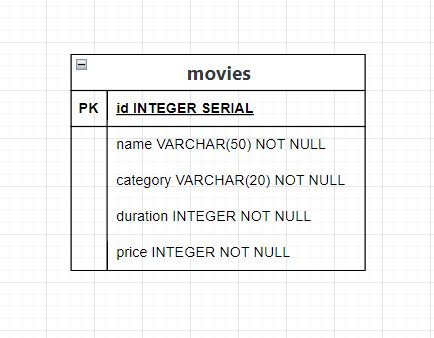 movies
PK id INTEGER SERIAL
name VARCHAR(50) NOT NULL
category VARCHAR(20) NOT NULL
duration INTEGER NOT NULL
price INTEGER NOT NULL